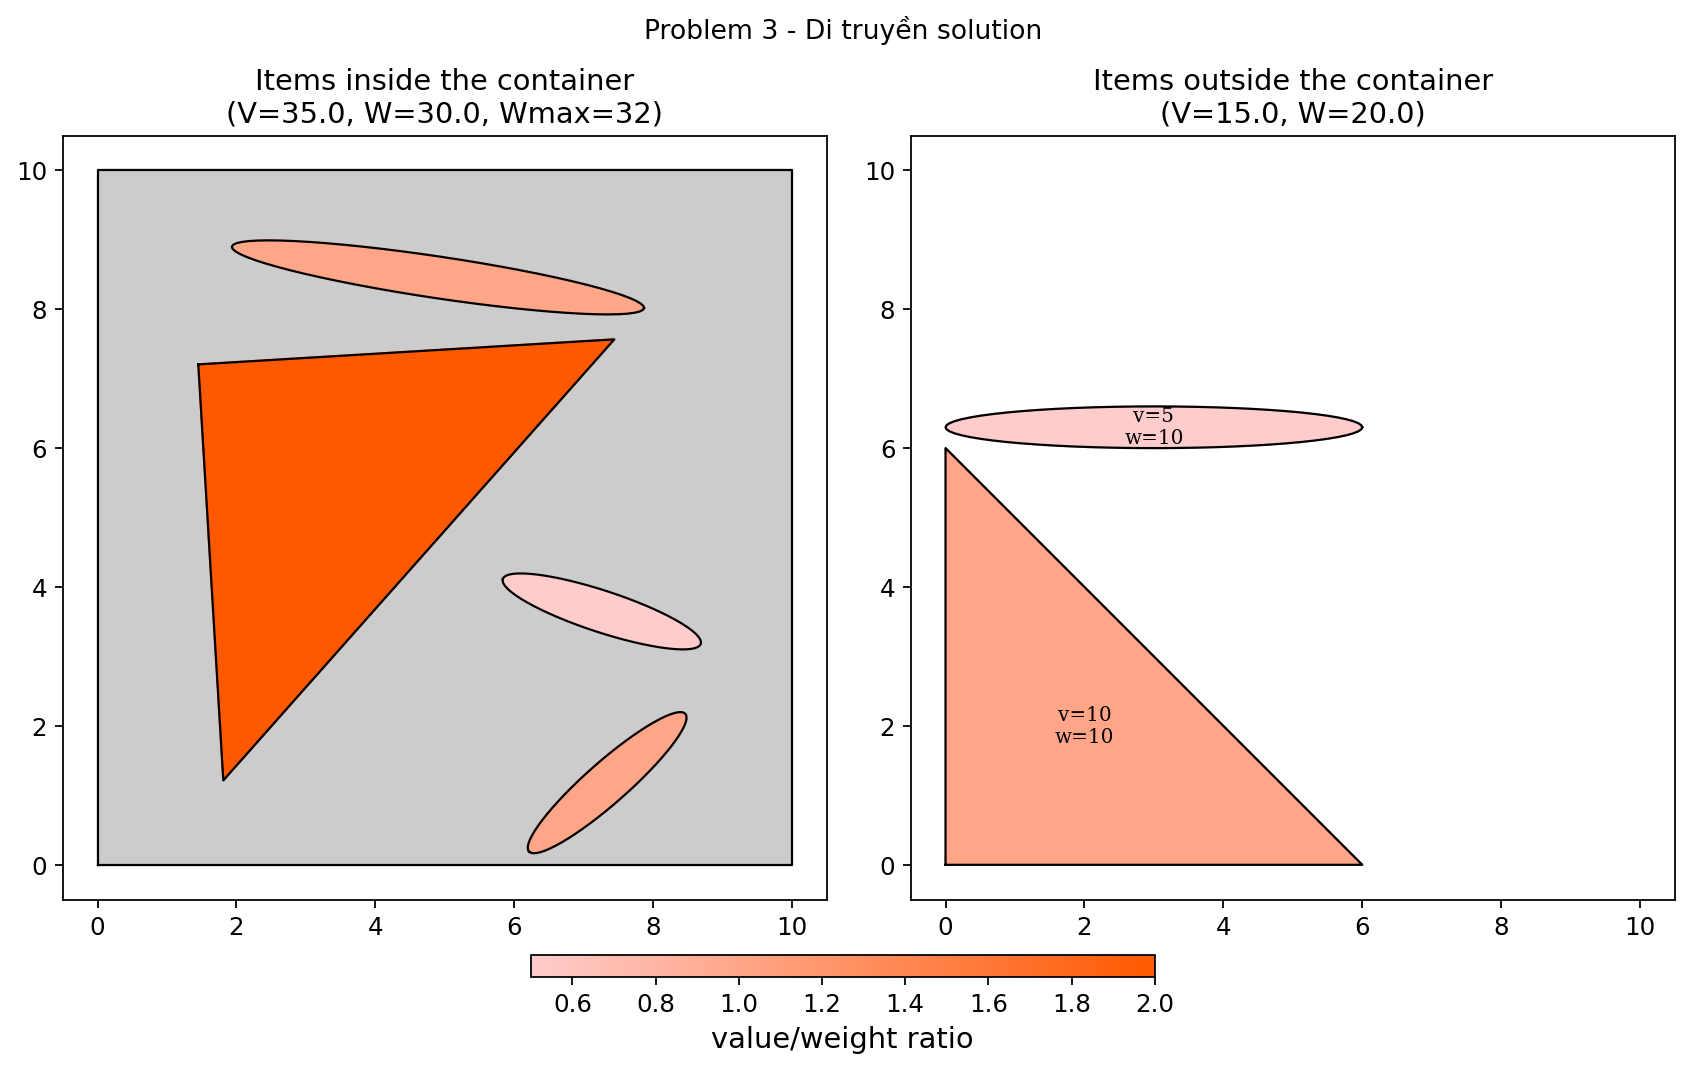 Problem 3 - Di truyền solution
Items inside the container
(V=35.0, W=30.0, Wmax=32)
10
8
6
4
2
0
0 2 4 6 8 10
Items outside the container
(V=15.0, W=20.0)
10
8
6
4
2
0
v=5
w=10
v=10
w=10
0 2 4 6 8 10
0.6 0.8 1.0 1.2 1.4 1.6 1.8 2.0
value/weight ratio